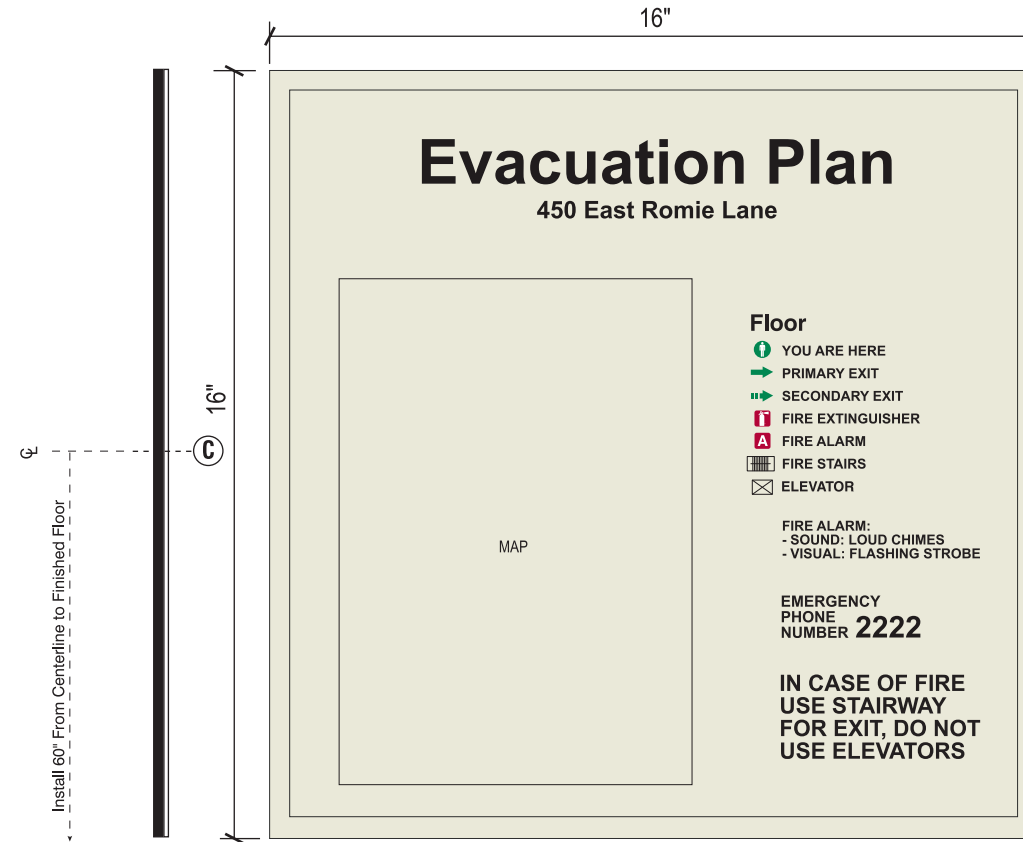 16"
Evacuation Plan
450 East Romie Lane
Floor
YOU ARE HERE
PRIMARY EXIT
SECONDARY EXIT
FIRE EXTINGUISHER
A FIRE ALARM
FIRE STAIRS
ELEVATOR
FIRE ALARM:
- SOUND: LOUD CHIMES
- VISUAL: FLASHING STROBE
EMERGENCY
PHONE
NUMBER 2222
IN CASE OF FIRE
USE STAIRWAY
FOR EXIT, DO NOT
USE ELEVATORS
MAP
16"
C
CL
Install 60" From Centerline to Finished Floor